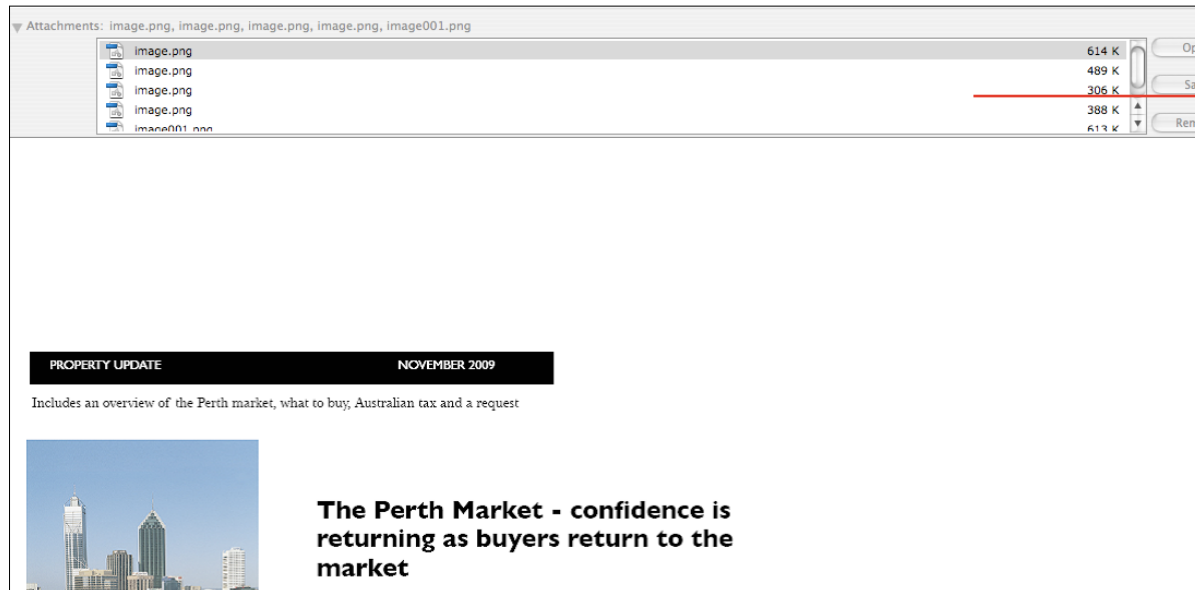 Attachments: image.png, image.png, image.png, image.png, image001.png
image.png 614 K
image.png 489 K
image.png 306 K
image.png 388 K
image001.png 613 K
PROPERTY UPDATE NOVEMBER 2009
Includes an overview of the Perth market, what to buy, Australian tax and a request
The Perth Market - confidence is
returning as buyers return to the
market